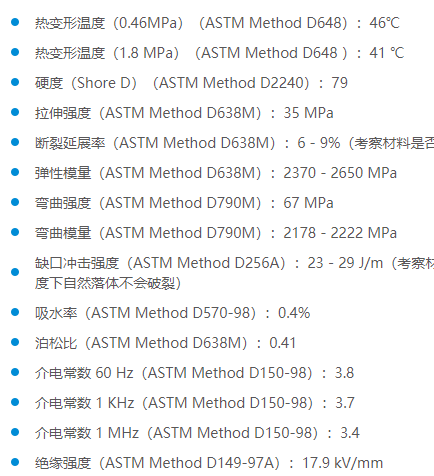 热变形温度（0.46MPa）（ASTM Method D648）：46℃
热变形温度（1.8 MPa）（ASTM Method D648 ）：41 ℃
硬度（Shore D）（ASTM Method D2240）：79
拉伸强度（ASTM Method D638M）：35 MPa
断裂延展率（ASTM Method D638M）：6 - 9%（考察材料是否
弹性模量（ASTM Method D638M）：2370 - 2650 MPa
弯曲强度（ASTM Method D790M）：67 MPa
弯曲模量（ASTM Method D790M）：2178 - 2222 MPa
缺口冲击强度（ASTM Method D256A）：23 - 29 J/m（考察材
度下自然落体不会破裂）
吸水率（ASTM Method D570-98）：0.4%
泊松比（ASTM Method D638M）：0.41
介电常数 60 Hz（ASTM Method D150-98）：3.8
介电常数 1 KHz（ASTM Method D150-98）：3.7
介电常数 1 MHz（ASTM Method D150-98）：3.4
绝缘强度（ASTM Method D149-97A）：17.9 kV/mm